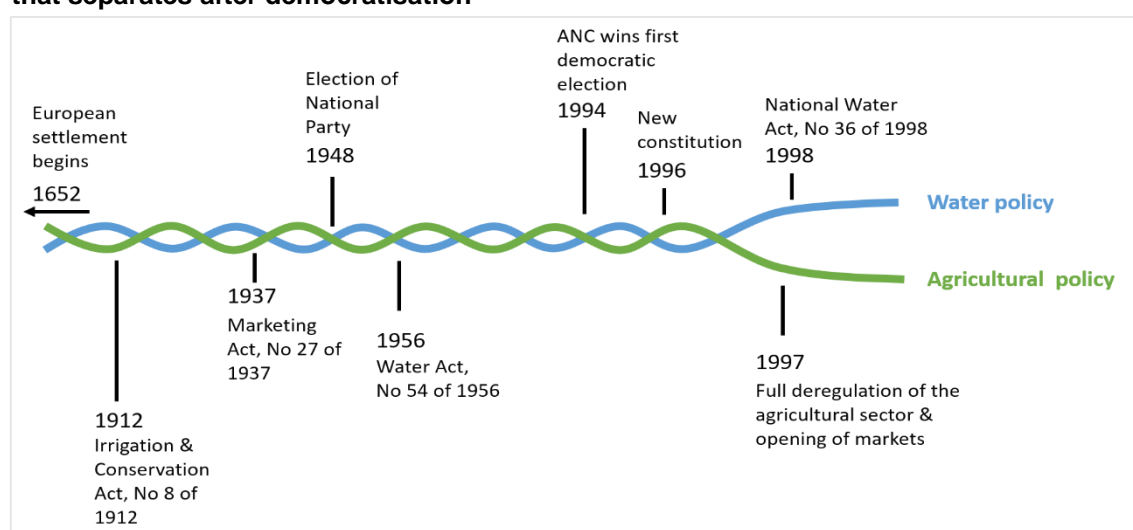 that separates after democratisation
European
settlement
begins
1652
Election of
National
Party
1948
ANC wins first
democratic
election
1994
New
constitution
1996
National Water
Act, No 36 of 1998
1998
Water policy
Agricultural policy
1912
Irrigation &
Conservation
Act, No 8 of
1912
1937
Marketing
Act, No 27 of
1937
1956
Water Act,
No 54 of 1956
1997
Full deregulation of the
agricultural sector &
opening of markets